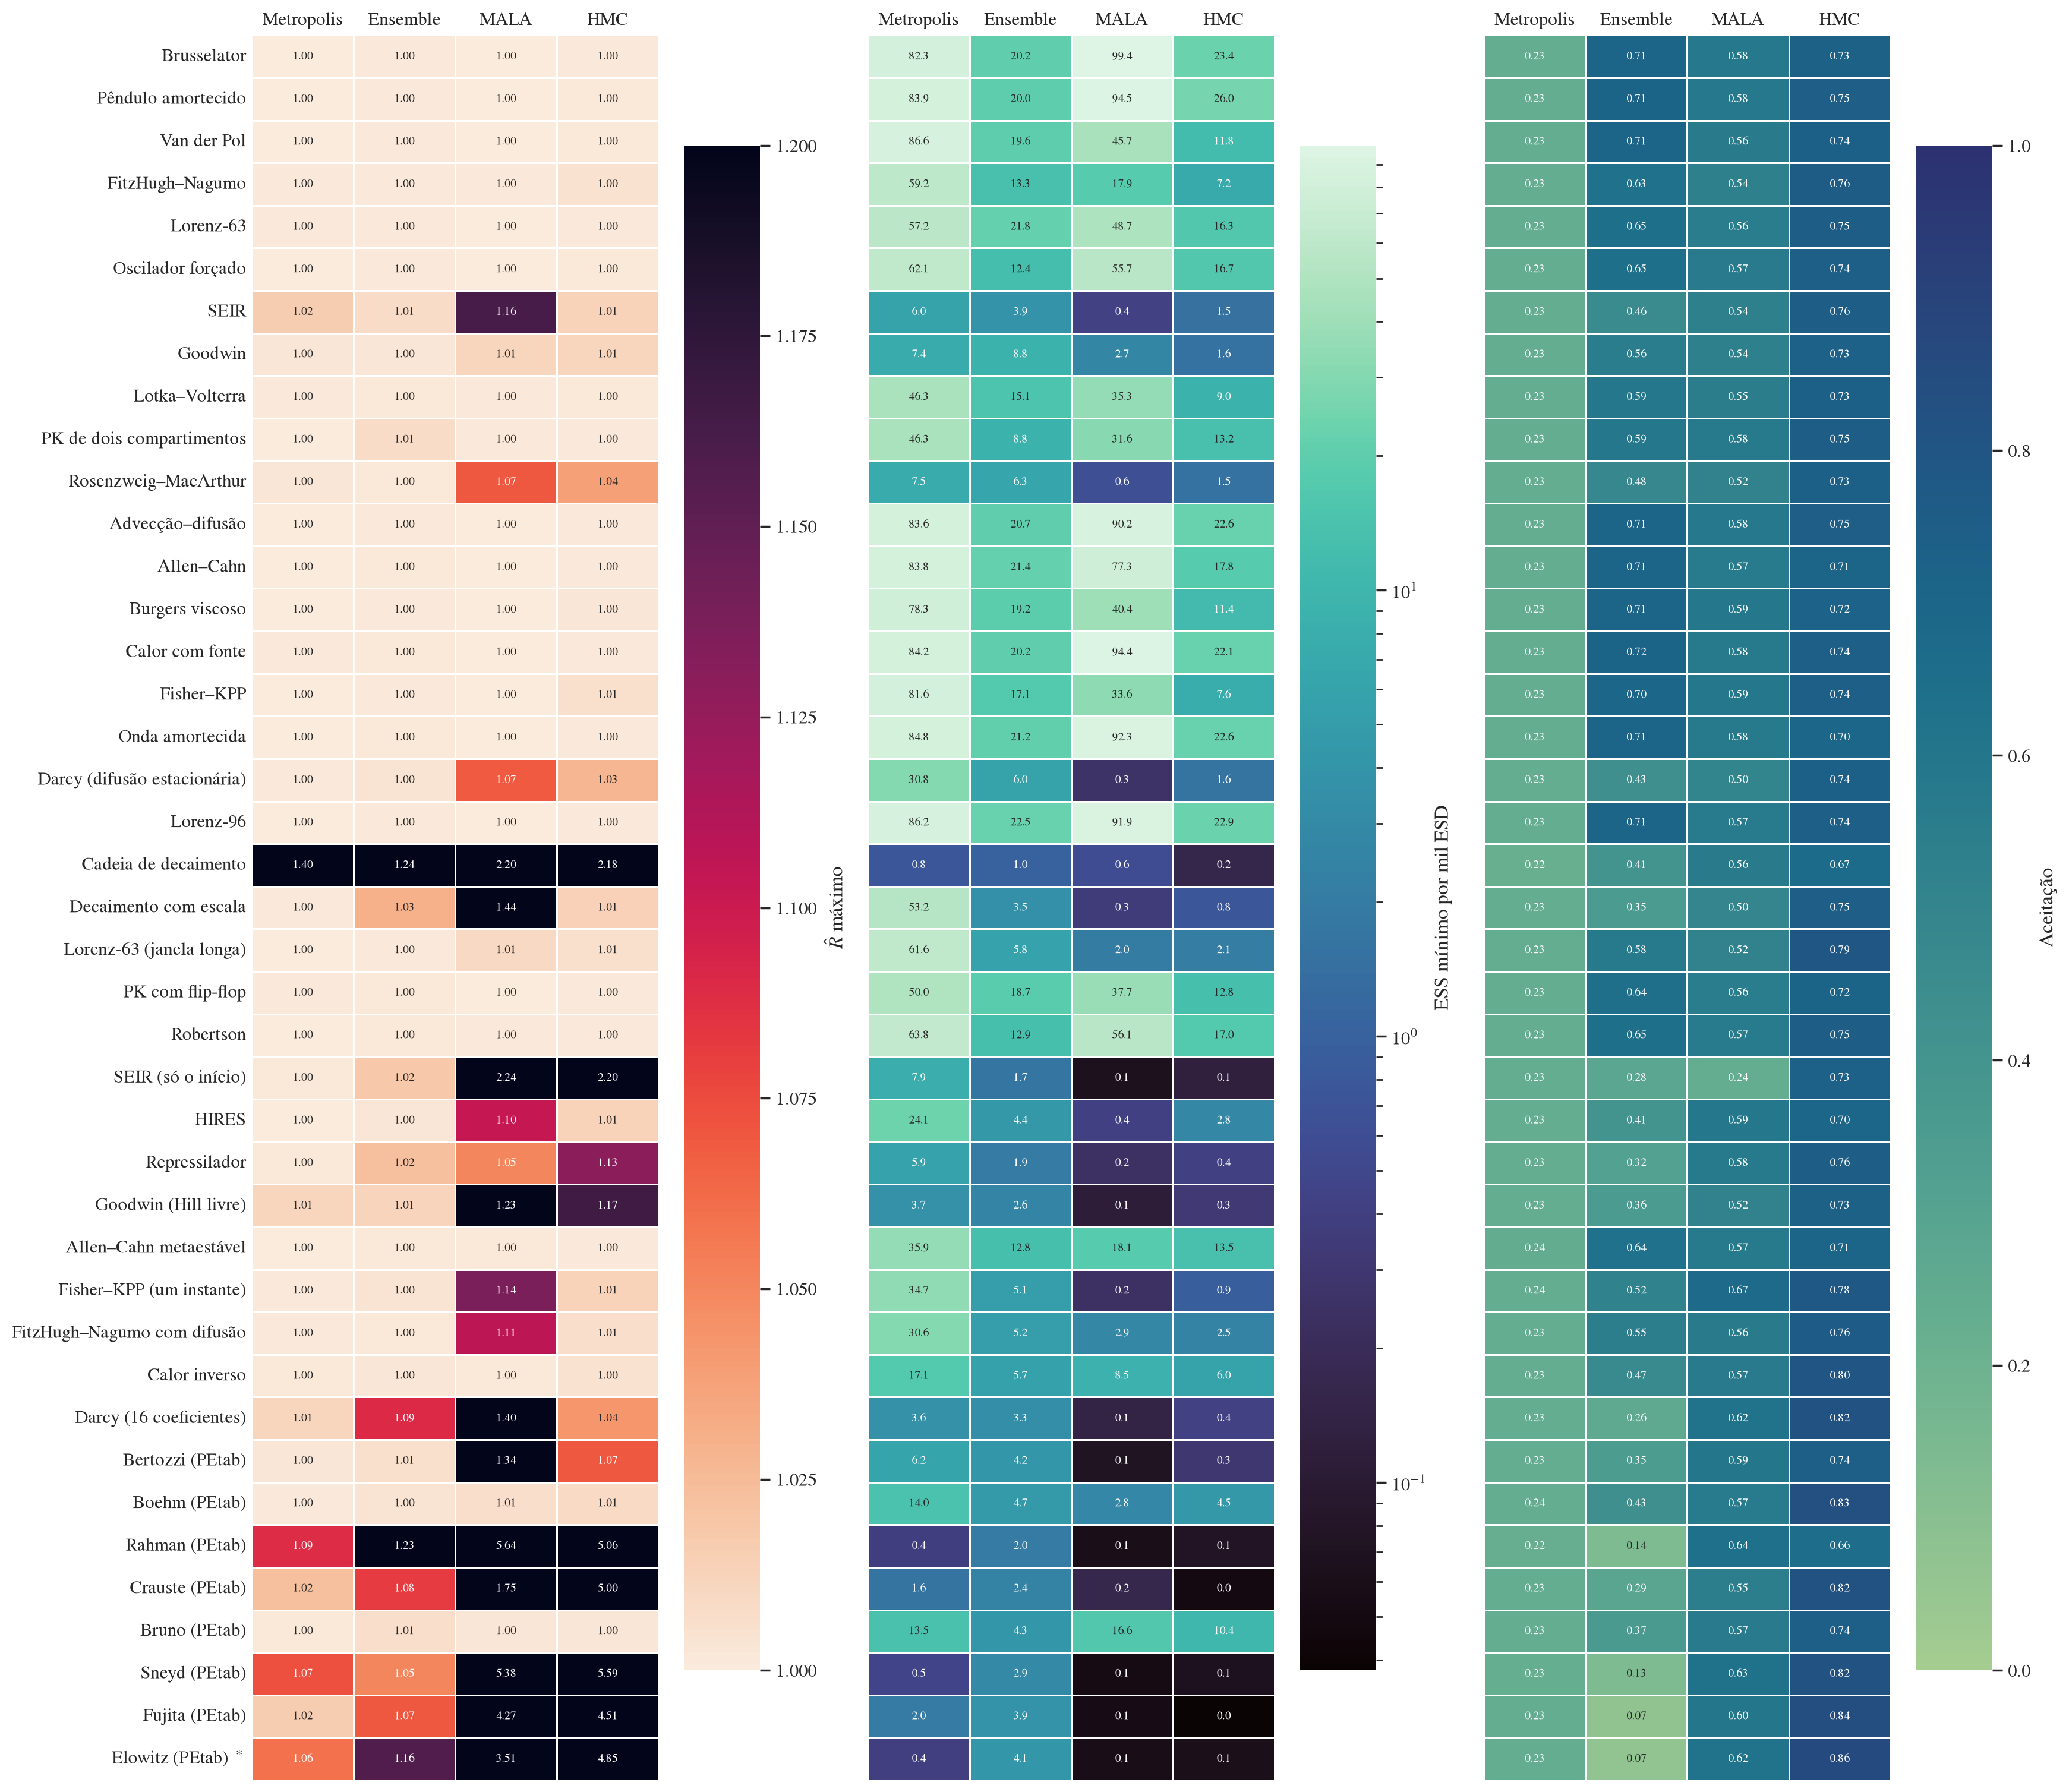 Metropolis Ensemble MALA HMC Metropolis Ensemble MALA HMC Metropolis Ensemble MALA HMC
Brusselator 1.00 1.00 1.00 1.00 82.3 20.2 99.4 23.4 0.23 0.71 0.58 0.73
Pêndulo amortecido 1.00 1.00 1.00 1.00 83.9 20.0 94.5 26.0 0.23 0.71 0.58 0.75
Van der Pol 1.00 1.00 1.00 1.00 86.6 19.6 45.7 11.8 0.23 0.71 0.56 0.74
FitzHugh–Nagumo 1.00 1.00 1.00 1.00 59.2 13.3 17.9 7.2 0.23 0.63 0.54 0.76
Lorenz-63 1.00 1.00 1.00 1.00 57.2 21.8 48.7 16.3 0.23 0.65 0.56 0.75
Oscilador forçado 1.00 1.00 1.00 1.00 62.1 12.4 55.7 16.7 0.23 0.65 0.57 0.74
SEIR 1.02 1.01 1.16 1.01 6.0 3.9 0.4 1.5 0.23 0.46 0.54 0.76
Goodwin 1.00 1.00 1.01 1.01 7.4 8.8 2.7 1.6 0.23 0.56 0.54 0.73
Lotka–Volterra 1.00 1.00 1.00 1.00 46.3 15.1 35.3 9.0 0.23 0.59 0.55 0.73
PK de dois compartimentos 1.00 1.01 1.00 1.00 46.3 8.8 31.6 13.2 0.23 0.59 0.58 0.75
Rosenzweig–MacArthur 1.00 1.00 1.07 1.04 7.5 6.3 0.6 1.5 0.23 0.48 0.52 0.73
Advecção–difusão 1.00 1.00 1.00 1.00 83.6 20.7 90.2 22.6 0.23 0.71 0.58 0.75
Allen–Cahn 1.00 1.00 1.00 1.00 83.8 21.4 77.3 17.8 0.23 0.71 0.57 0.71
Burgers viscoso 1.00 1.00 1.00 1.00 78.3 19.2 40.4 11.4 0.23 0.71 0.59 0.72
Calor com fonte 1.00 1.00 1.00 1.00 84.2 20.2 94.4 22.1 0.23 0.72 0.58 0.74
Fisher–KPP 1.00 1.00 1.00 1.01 81.6 17.1 33.6 7.6 0.23 0.70 0.59 0.74
Onda amortecida 1.00 1.00 1.00 1.00 84.8 21.2 92.3 22.6 0.23 0.71 0.58 0.70
Darcy (difusão estacionária) 1.00 1.00 1.07 1.03 30.8 6.0 0.3 1.6 0.23 0.43 0.50 0.74
Lorenz-96 1.00 1.00 1.00 1.00 86.2 22.5 91.9 22.9 0.23 0.71 0.57 0.74
Cadeia de decaimento 1.40 1.24 2.20 2.18 0.8 1.0 0.6 0.2 0.22 0.41 0.56 0.67
Decaimento com escala 1.00 1.03 1.44 1.01 53.2 3.5 0.3 0.8 0.23 0.35 0.50 0.75
Lorenz-63 (janela longa) 1.00 1.00 1.01 1.01 61.6 5.8 2.0 2.1 0.23 0.58 0.52 0.79
PK com flip-flop 1.00 1.00 1.00 1.00 50.0 18.7 37.7 12.8 0.23 0.64 0.56 0.72
Robertson 1.00 1.00 1.00 1.00 63.8 12.9 56.1 17.0 0.23 0.65 0.57 0.75
SEIR (só o início) 1.00 1.02 2.24 2.20 7.9 1.7 0.1 0.1 0.23 0.28 0.24 0.73
HIRES 1.00 1.00 1.10 1.01 24.1 4.4 0.4 2.8 0.23 0.41 0.59 0.70
Repressilador 1.00 1.02 1.05 1.13 5.9 1.9 0.2 0.4 0.23 0.32 0.58 0.76
Goodwin (Hill livre) 1.01 1.01 1.23 1.17 3.7 2.6 0.1 0.3 0.23 0.36 0.52 0.73
Allen–Cahn metaestável 1.00 1.00 1.00 1.00 35.9 12.8 18.1 13.5 0.24 0.64 0.57 0.71
Fisher–KPP (um instante) 1.00 1.00 1.14 1.01 34.7 5.1 0.2 0.9 0.24 0.52 0.67 0.78
FitzHugh–Nagumo com difusão 1.00 1.00 1.11 1.01 30.6 5.2 2.9 2.5 0.23 0.55 0.56 0.76
Calor inverso 1.00 1.00 1.00 1.00 17.1 5.7 8.5 6.0 0.23 0.47 0.57 0.80
Darcy (16 coeficientes) 1.01 1.09 1.40 1.04 3.6 3.3 0.1 0.4 0.23 0.26 0.62 0.82
Bertozzi (PEtab) 1.00 1.01 1.34 1.07 6.2 4.2 0.1 0.3 0.23 0.35 0.59 0.74
Boehm (PEtab) 1.00 1.00 1.01 1.01 14.0 4.7 2.8 4.5 0.24 0.43 0.57 0.83
Rahman (PEtab) 1.09 1.23 5.64 5.06 0.4 2.0 0.1 0.1 0.22 0.14 0.64 0.66
Crauste (PEtab) 1.02 1.08 1.75 5.00 1.6 2.4 0.2 0.0 0.23 0.29 0.55 0.82
Bruno (PEtab) 1.00 1.01 1.00 1.00 13.5 4.3 16.6 10.4 0.23 0.37 0.57 0.74
Sneyd (PEtab) 1.07 1.05 5.38 5.59 0.5 2.9 0.1 0.1 0.23 0.13 0.63 0.82
Fujita (PEtab) 1.02 1.07 4.27 4.51 2.0 3.9 0.1 0.0 0.23 0.07 0.60 0.84
Elowitz (PEtab) * 1.06 1.16 3.51 4.85 0.4 4.1 0.1 0.1 0.23 0.07 0.62 0.86
1.200
1.175
1.150
1.125
1.100
1.075
1.050
1.025
1.000
R̂ máximo
10¹
10⁰
10⁻¹
ESS mínimo por mil ESD
1.0
0.8
0.6
0.4
0.2
0.0
Aceitação